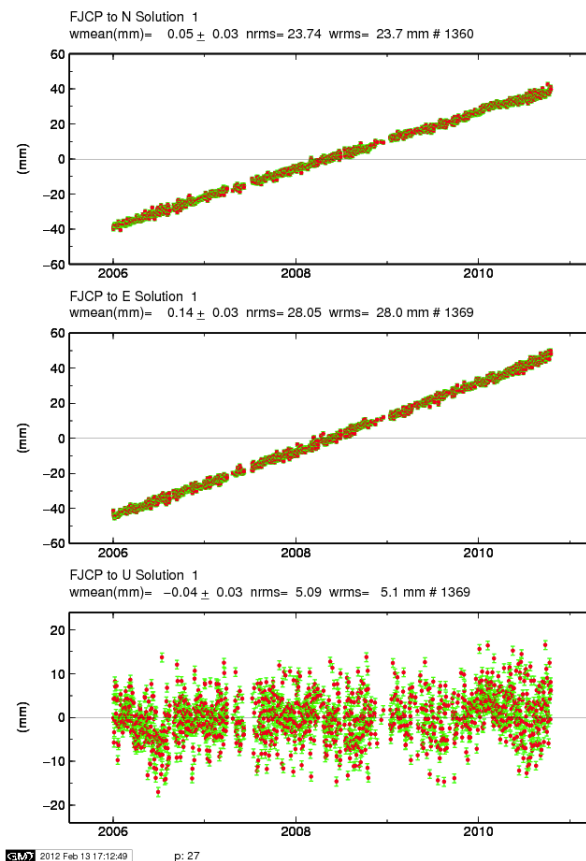 FJCP to N Solution 1
wmean(mm)= 0.05 ± 0.03 nrms= 23.74 wrms= 23.7 mm # 1360
60
40
20
0
−20
−40
−60
(mm)
2006 2008 2010
FJCP to E Solution 1
wmean(mm)= 0.14 ± 0.03 nrms= 28.05 wrms= 28.0 mm # 1369
60
40
20
0
−20
−40
−60
(mm)
2006 2008 2010
FJCP to U Solution 1
wmean(mm)= −0.04 ± 0.03 nrms= 5.09 wrms= 5.1 mm # 1369
20
10
0
−10
−20
(mm)
2006 2008 2010
GMT 2012 Feb 13 17:12:49 p: 27